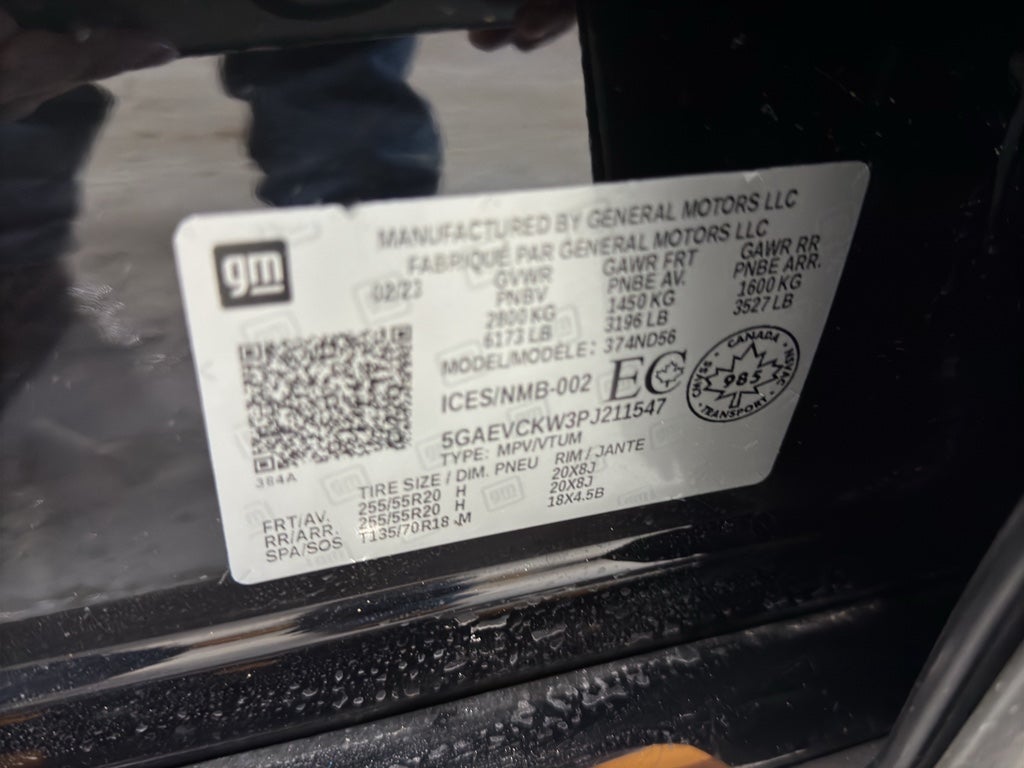 gm
MANUFACTURED BY GENERAL MOTORS LLC
FABRIQUÉ PAR GENERAL MOTORS LLC
02/23
GVWR
PNBV
2800 KG
6173 LB
GAWR FRT
PNBE AV.
1450 KG
3196 LB
GAWR RR
PNBE ARR.
1600 KG
3527 LB
MODEL/MODÈLE: 374ND56
ICES/NMB-002 EC
CANADA
985
TRANSPORT
5GAEVCKW3PJ211547
TYPE: MPV/VTUM
384A
TIRE SIZE / DIM. PNEU RIM / JANTE
FRT/AV. 255/55R20 H 20X8J
RR/ARR. 255/55R20 H 20X8J
SPA/SOS T135/70R18 M 18X4.5B